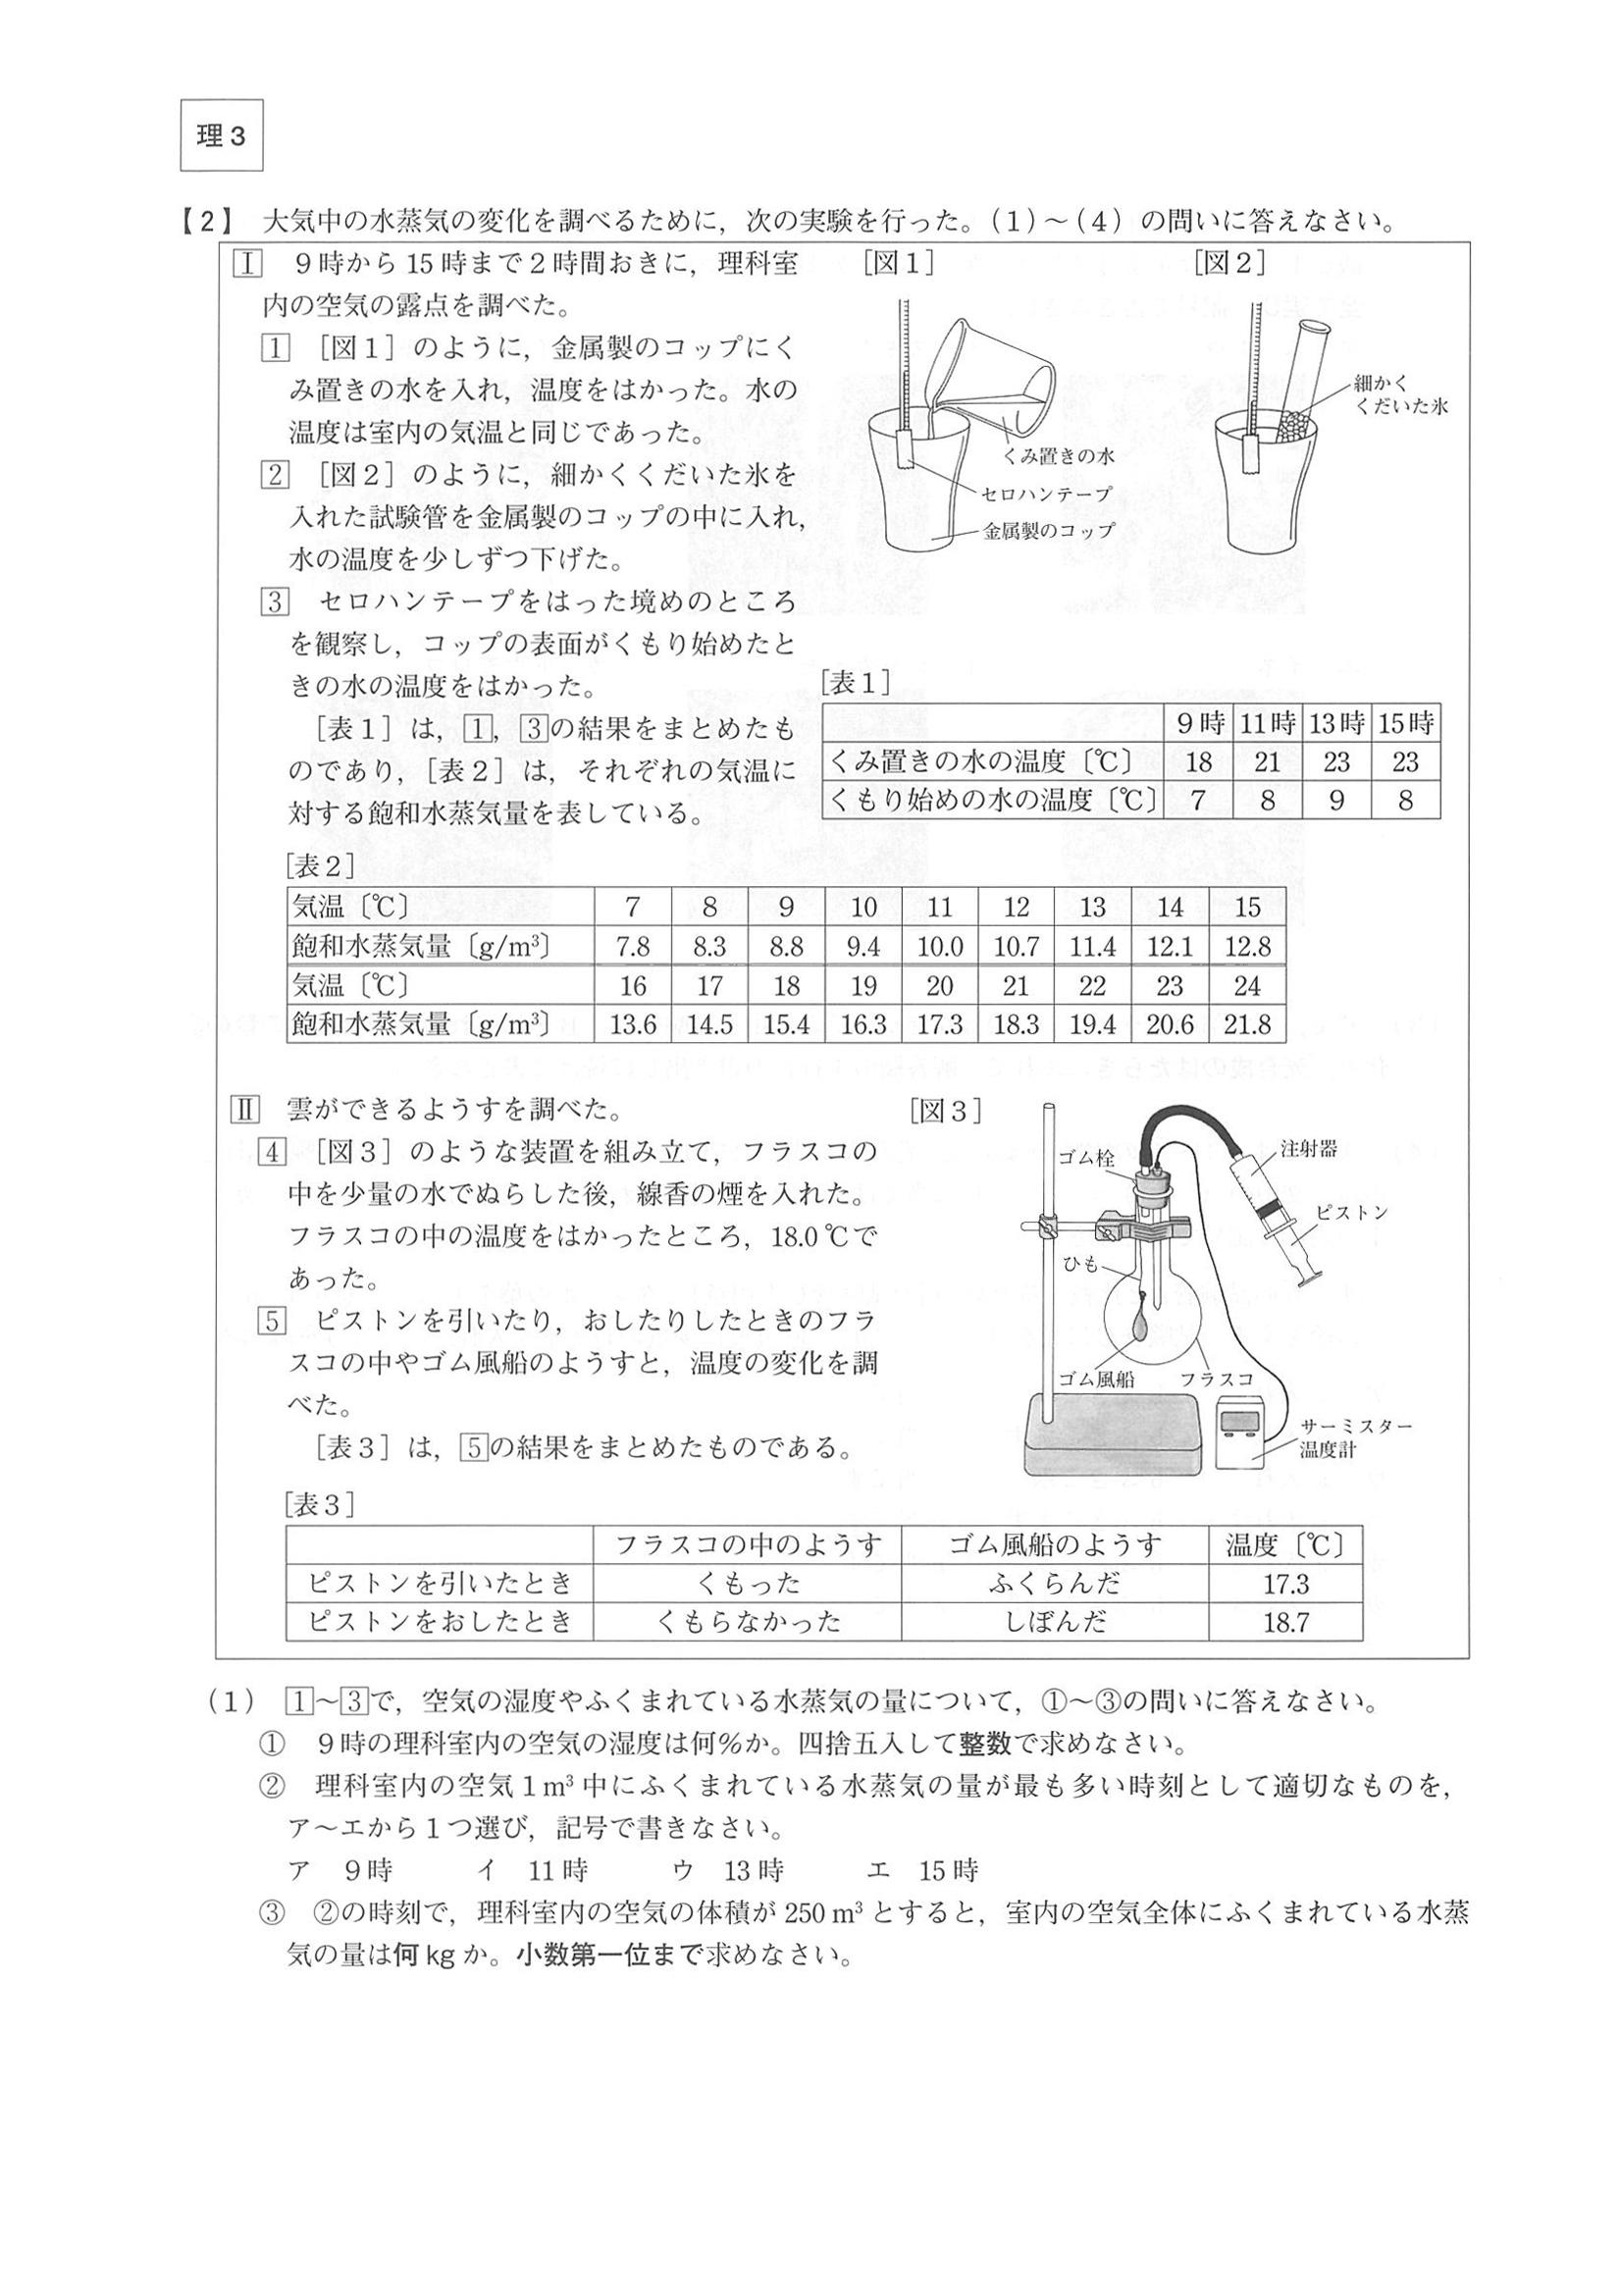 理3
【2】 大気中の水蒸気の変化を調べるために，次の実験を行った。(1)～(4) の問いに答えなさい。
Ⅰ 9時から15時まで2時間おきに，理科室
内の空気の露点を調べた。
1 ［図1］のように，金属製のコップにく
み置きの水を入れ，温度をはかった。水の
温度は室内の気温と同じであった。
2 ［図2］のように，細かくくだいた氷を
入れた試験管を金属製のコップの中に入れ，
水の温度を少しずつ下げた。
3 セロハンテープをはった境めのところ
を観察し，コップの表面がくもり始めたと
きの水の温度をはかった。
［表1］は，1，3の結果をまとめたも
のであり，［表2］は，それぞれの気温に
対する飽和水蒸気量を表している。
［図1］
くみ置きの水
セロハンテープ
金属製のコップ
［図2］
細かく
くだいた氷
［表1］
9時 11時 13時 15時
くみ置きの水の温度〔℃〕 18 21 23 23
くもり始めの水の温度〔℃〕 7 8 9 8
［表2］
気温〔℃〕 7 8 9 10 11 12 13 14 15
飽和水蒸気量〔g/m³〕 7.8 8.3 8.8 9.4 10.0 10.7 11.4 12.1 12.8
気温〔℃〕 16 17 18 19 20 21 22 23 24
飽和水蒸気量〔g/m³〕 13.6 14.5 15.4 16.3 17.3 18.3 19.4 20.6 21.8
Ⅱ 雲ができるようすを調べた。
4 ［図3］のような装置を組み立て，フラスコの
中を少量の水でぬらした後，線香の煙を入れた。
フラスコの中の温度をはかったところ，18.0℃で
あった。
5 ピストンを引いたり，おしたりしたときのフラ
スコの中やゴム風船のようすと，温度の変化を調
べた。
［表3］は，5の結果をまとめたものである。
［図3］
ゴム栓
注射器
ピストン
ひも
ゴム風船
フラスコ
サーミスター
温度計
［表3］
フラスコの中のようす ゴム風船のようす 温度〔℃〕
ピストンを引いたとき くもった ふくらんだ 17.3
ピストンをおしたとき くもらなかった しぼんだ 18.7
(1) 1～3で，空気の湿度やふくまれている水蒸気の量について，①～③の問いに答えなさい。
① 9時の理科室内の空気の湿度は何％か。四捨五入して整数で求めなさい。
② 理科室内の空気1m³中にふくまれている水蒸気の量が最も多い時刻として適切なものを，
ア～エから1つ選び，記号で書きなさい。
ア 9時 イ 11時 ウ 13時 エ 15時
③ ②の時刻で，理科室内の空気の体積が250m³とすると，室内の空気全体にふくまれている水蒸
気の量は何kgか。小数第一位まで求めなさい。